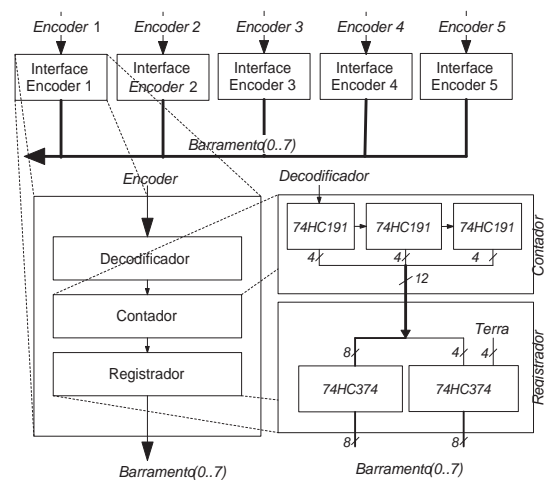 Encoder 1 Encoder 2 Encoder 3 Encoder 4 Encoder 5
Interface Encoder 1
Interface Encoder 2
Interface Encoder 3
Interface Encoder 4
Interface Encoder 5
Barramento(0..7)
Encoder
Decodificador
Contador
Registrador
Barramento(0..7)
Decodificador
74HC191 74HC191 74HC191
4 4 4
12
Contador
Terra
8 4 4
74HC374 74HC374
8 8
Registrador
Barramento(0..7)